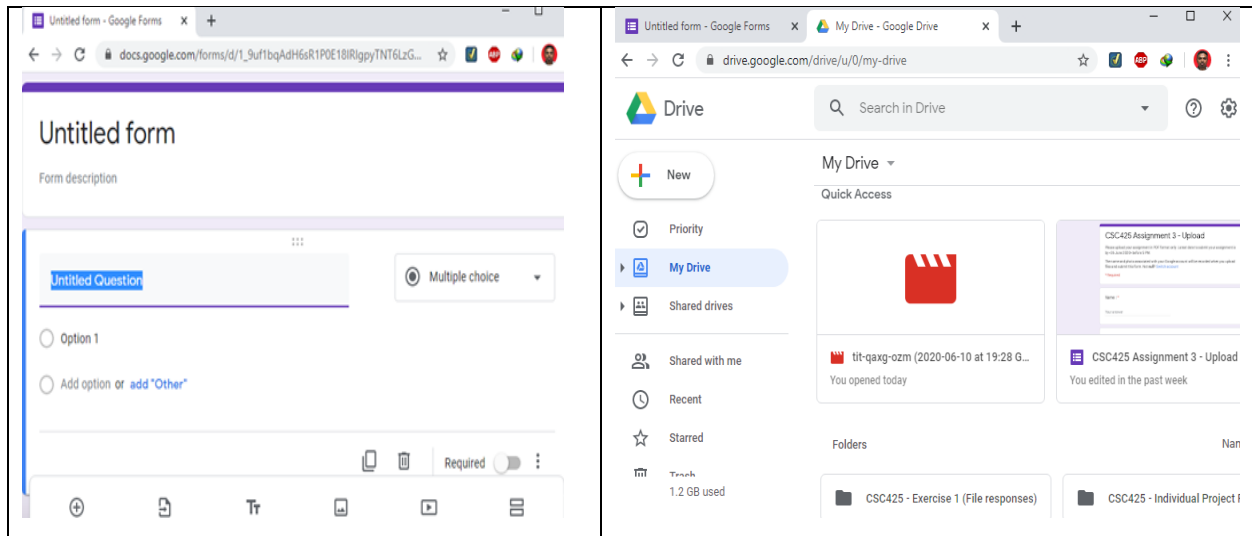 Untitled form - Google Forms
docs.google.com/forms/d/1_9uf1bqAdH6sR1P0E18IRlgpyTNT6LzG...
Untitled form
Form description
Untitled Question
Multiple choice
Option 1
Add option or add "Other"
Required
Untitled form - Google Forms
My Drive - Google Drive
drive.google.com/drive/u/0/my-drive
ABP
Drive
Search in Drive
New
My Drive
Quick Access
Priority
My Drive
Shared drives
Shared with me
Recent
Starred
Trash
1.2 GB used
CSC425 Assignment 3 - Upload
tit-qaxg-ozm (2020-06-10 at 19:28 G...
You opened today
CSC425 Assignment 3 - Upload
You edited in the past week
Folders
Nar
CSC425 - Exercise 1 (File responses)
CSC425 - Individual Project